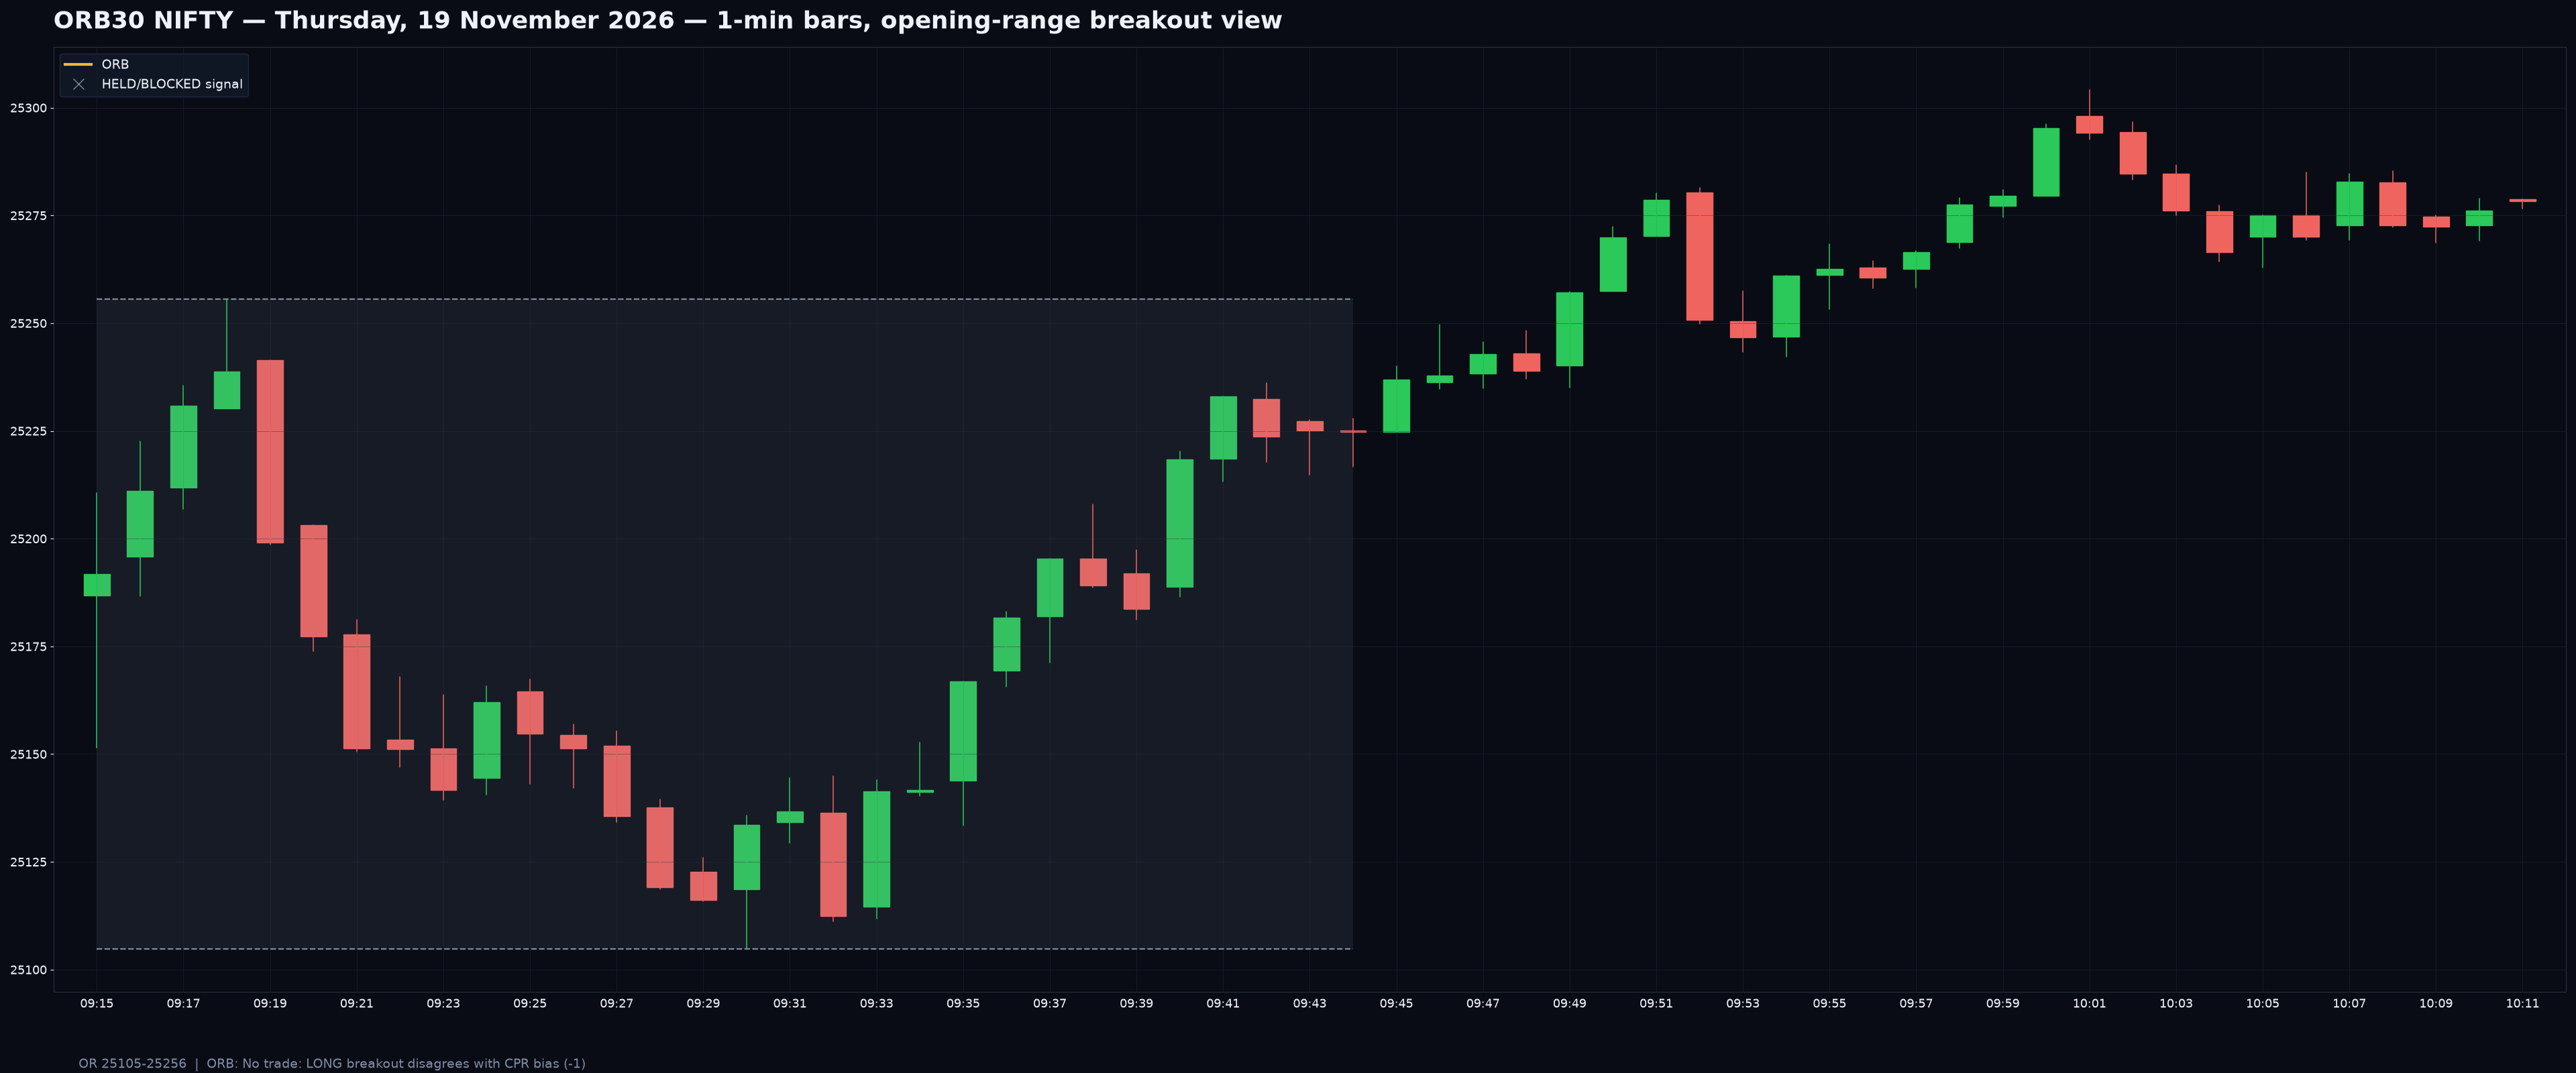 ORB30 NIFTY — Thursday, 19 November 2026 — 1-min bars, opening-range breakout view
ORB
HELD/BLOCKED signal
25300
25275
25250
25225
25200
25175
25150
25125
25100
09:15 09:17 09:19 09:21 09:23 09:25 09:27 09:29 09:31 09:33 09:35 09:37 09:39 09:41 09:43 09:45 09:47 09:49 09:51 09:53 09:55 09:57 09:59 10:01 10:03 10:05 10:07 10:09 10:11
OR 25105-25256 | ORB: No trade: LONG breakout disagrees with CPR bias (-1)